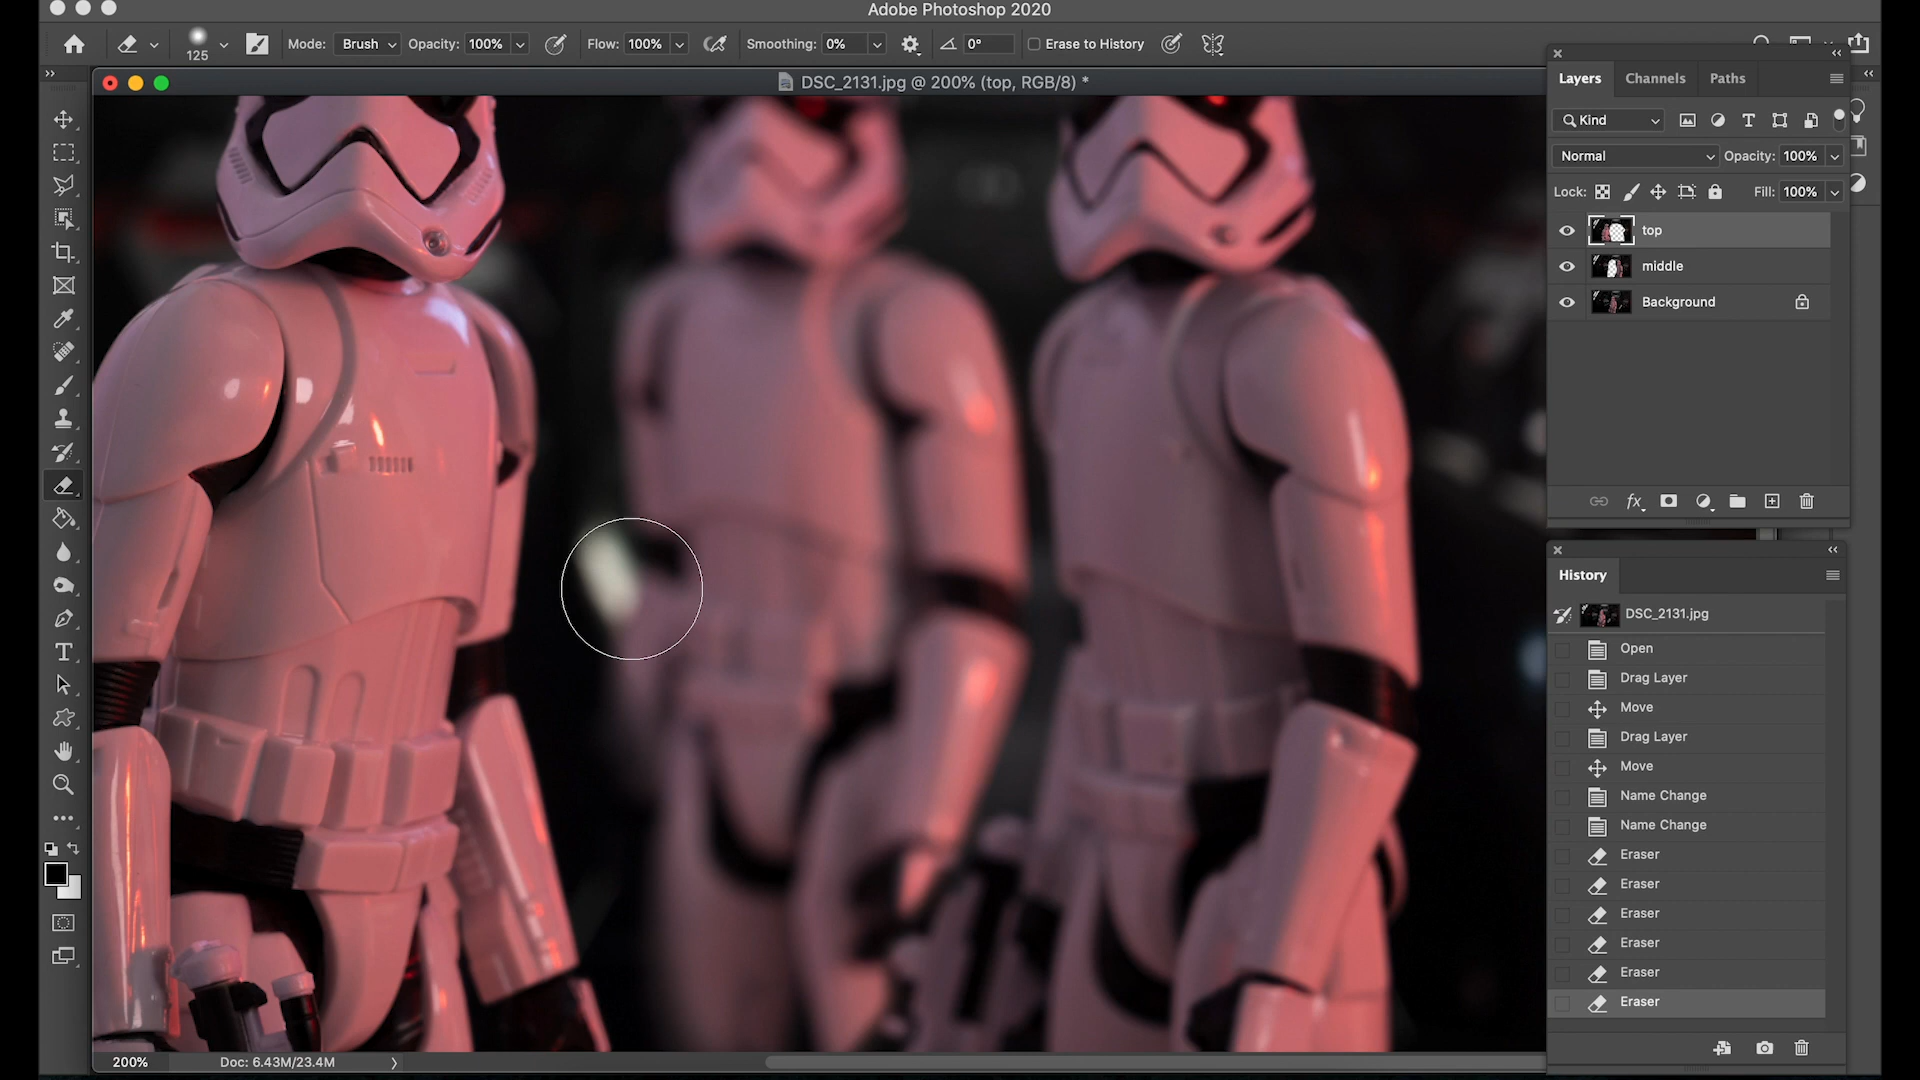 Adobe Photoshop 2020
125
Mode: Brush
Opacity: 100%
Flow: 100%
Smoothing: 0%
0°
Erase to History
DSC_2131.jpg @ 200% (top, RGB/8) *
Layers
Channels
Paths
Kind
Normal
Opacity: 100%
Lock:
Fill: 100%
top
middle
Background
fx
History
DSC_2131.jpg
Open
Drag Layer
Move
Drag Layer
Move
Name Change
Name Change
Eraser
Eraser
Eraser
Eraser
Eraser
Eraser
200%
Doc: 6.43M/23.4M